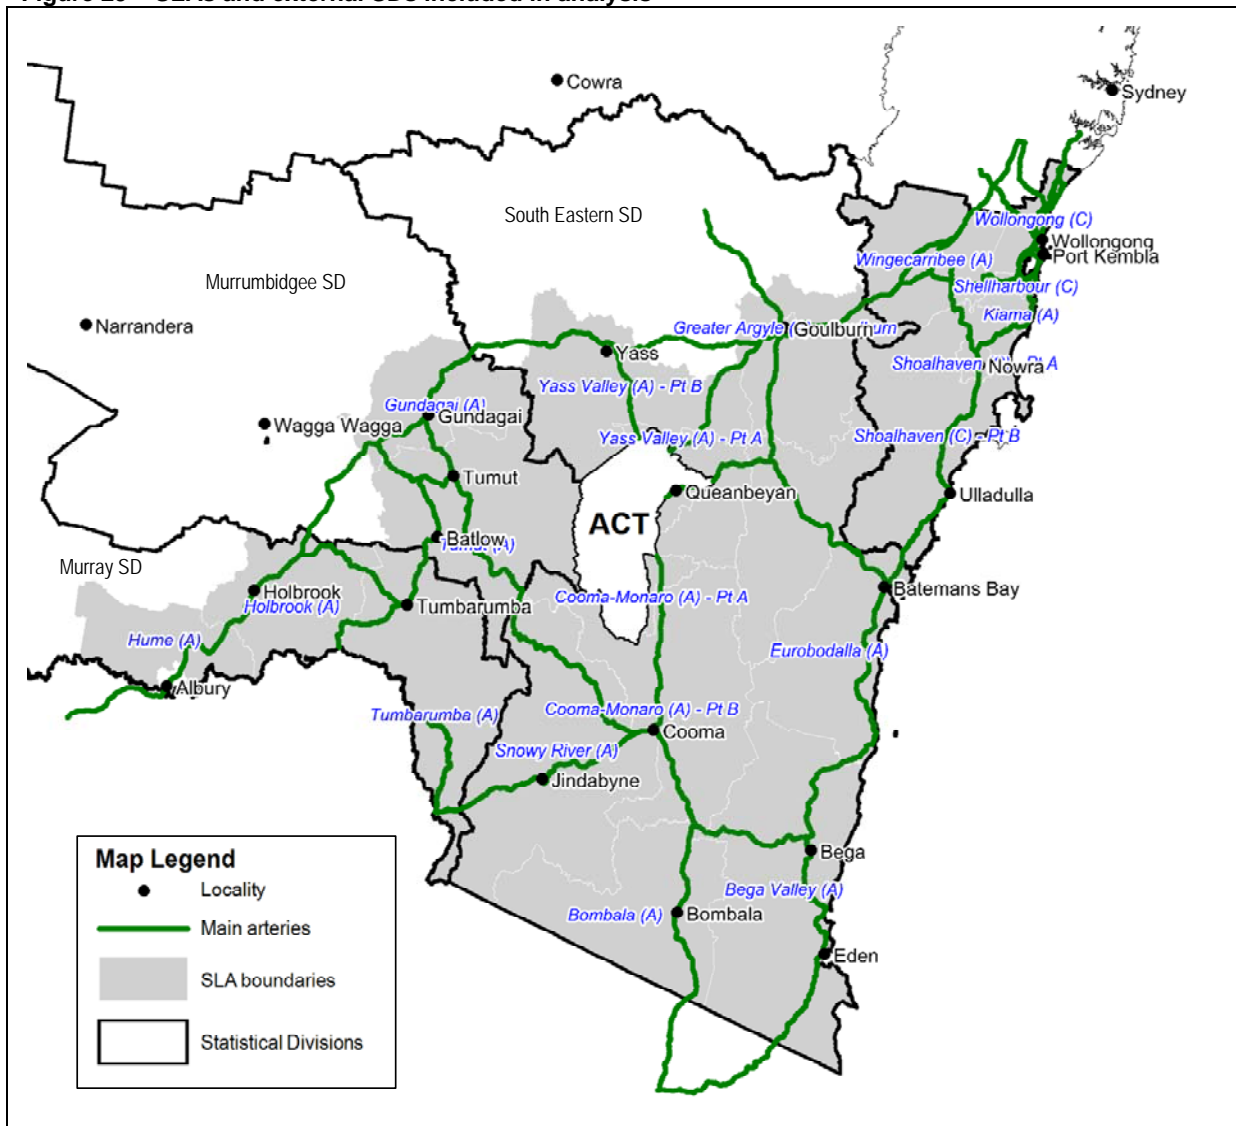 Cowra
Sydney
South Eastern SD
Wollongong (C)
Wollongong
Port Kembla
Wingecarribee (A)
Murrumbidgee SD
Shellharbour (C)
Kiama (A)
Narrandera
Greater Argyle
Goulburn
Yass
Shoalhaven
Pt A
Nowra
Yass Valley (A) - Pt B
Gundagai (A)
Gundagai
Wagga Wagga
Yass Valley (A) - Pt A
Shoalhaven (C) - Pt B
Tumut
Queanbeyan
Ulladulla
ACT
Batlow
(A)
Murray SD
Holbrook
Holbrook (A)
Tumbarumba
Cooma-Monaro (A) - Pt A
Batemans Bay
Hume (A)
Eurobodalla (A)
Albury
Tumbarumba (A)
Cooma-Monaro (A) - Pt B
Cooma
Snowy River (A)
Jindabyne
Bega
Bega Valley (A)
Bombala (A)
Bombala
Eden
Map Legend
Locality
Main arteries
SLA boundaries
Statistical Divisions